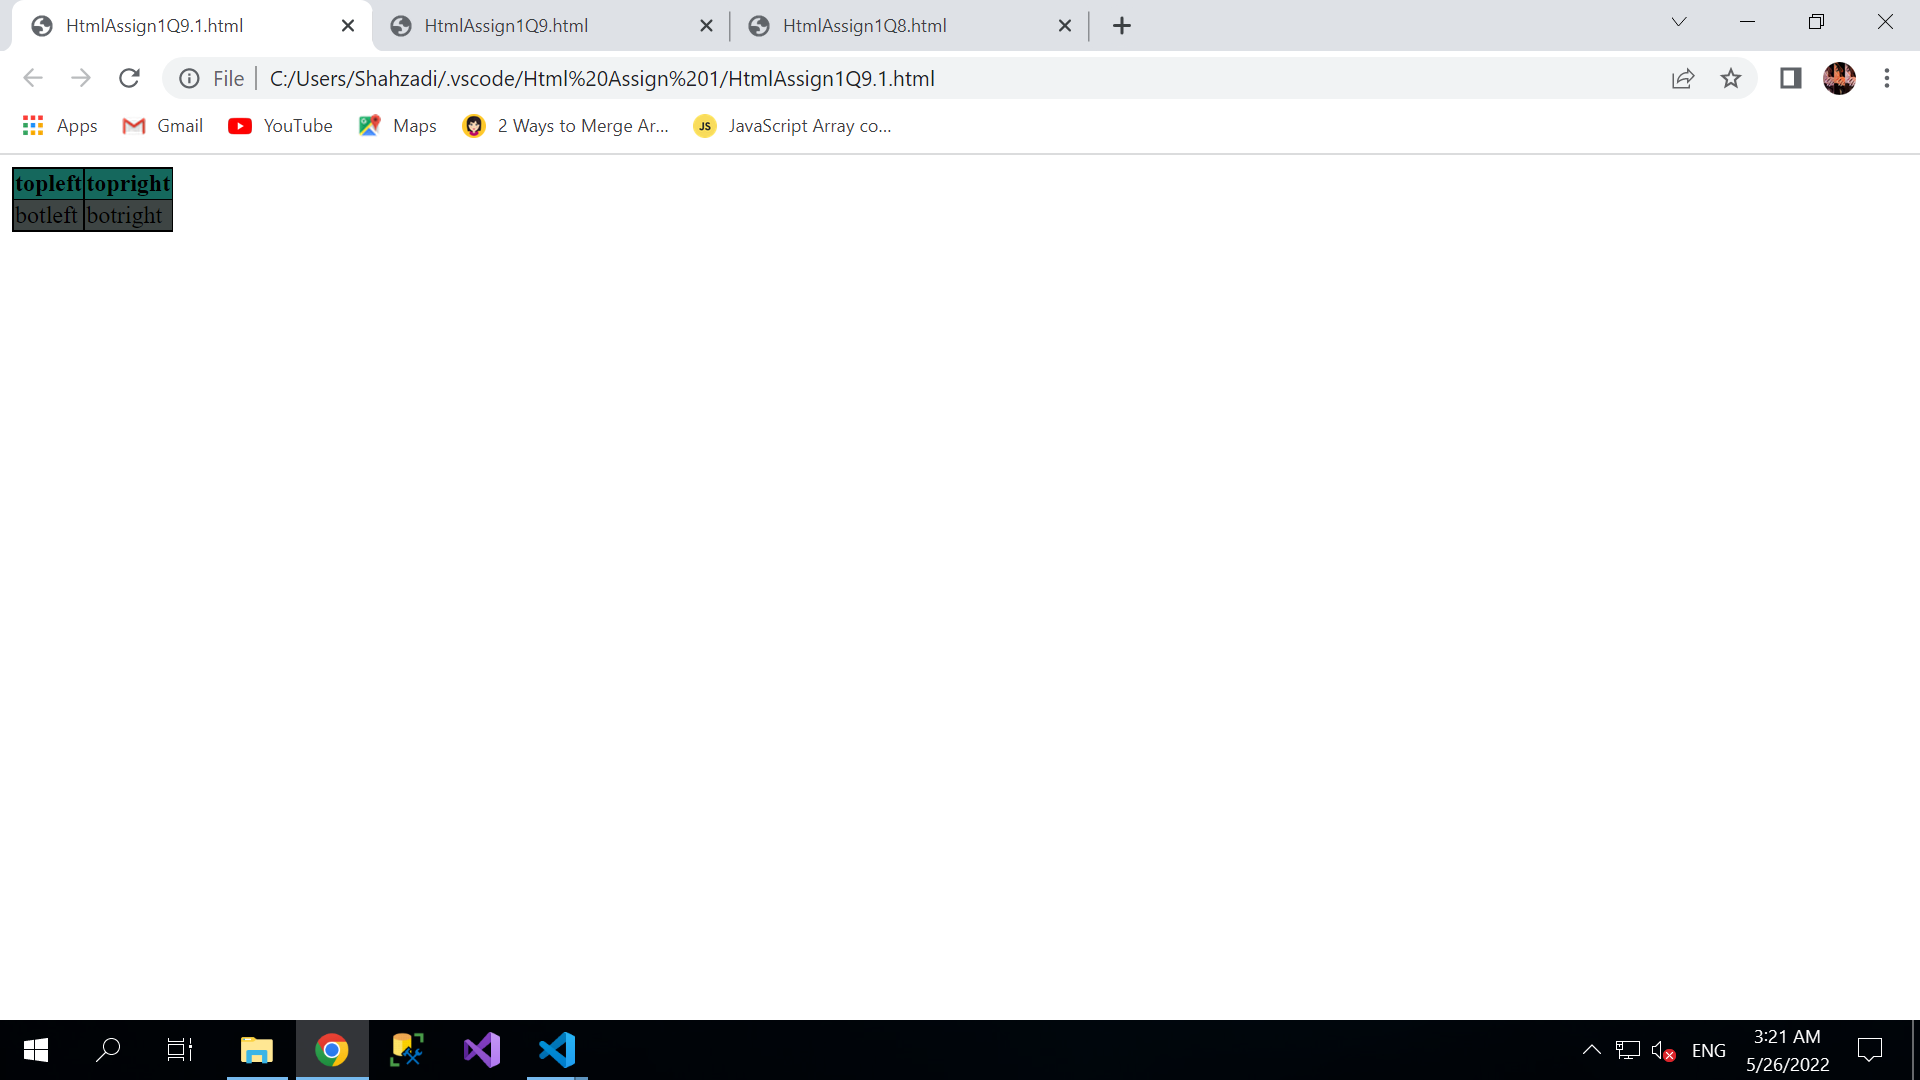 HtmlAssign1Q9.1.html HtmlAssign1Q9.html HtmlAssign1Q8.html
File C:/Users/Shahzadi/.vscode/Html%20Assign%201/HtmlAssign1Q9.1.html
Apps Gmail YouTube Maps 2 Ways to Merge Ar... JS JavaScript Array co...
topleft topright
botleft botright
ENG 3:21 AM
5/26/2022